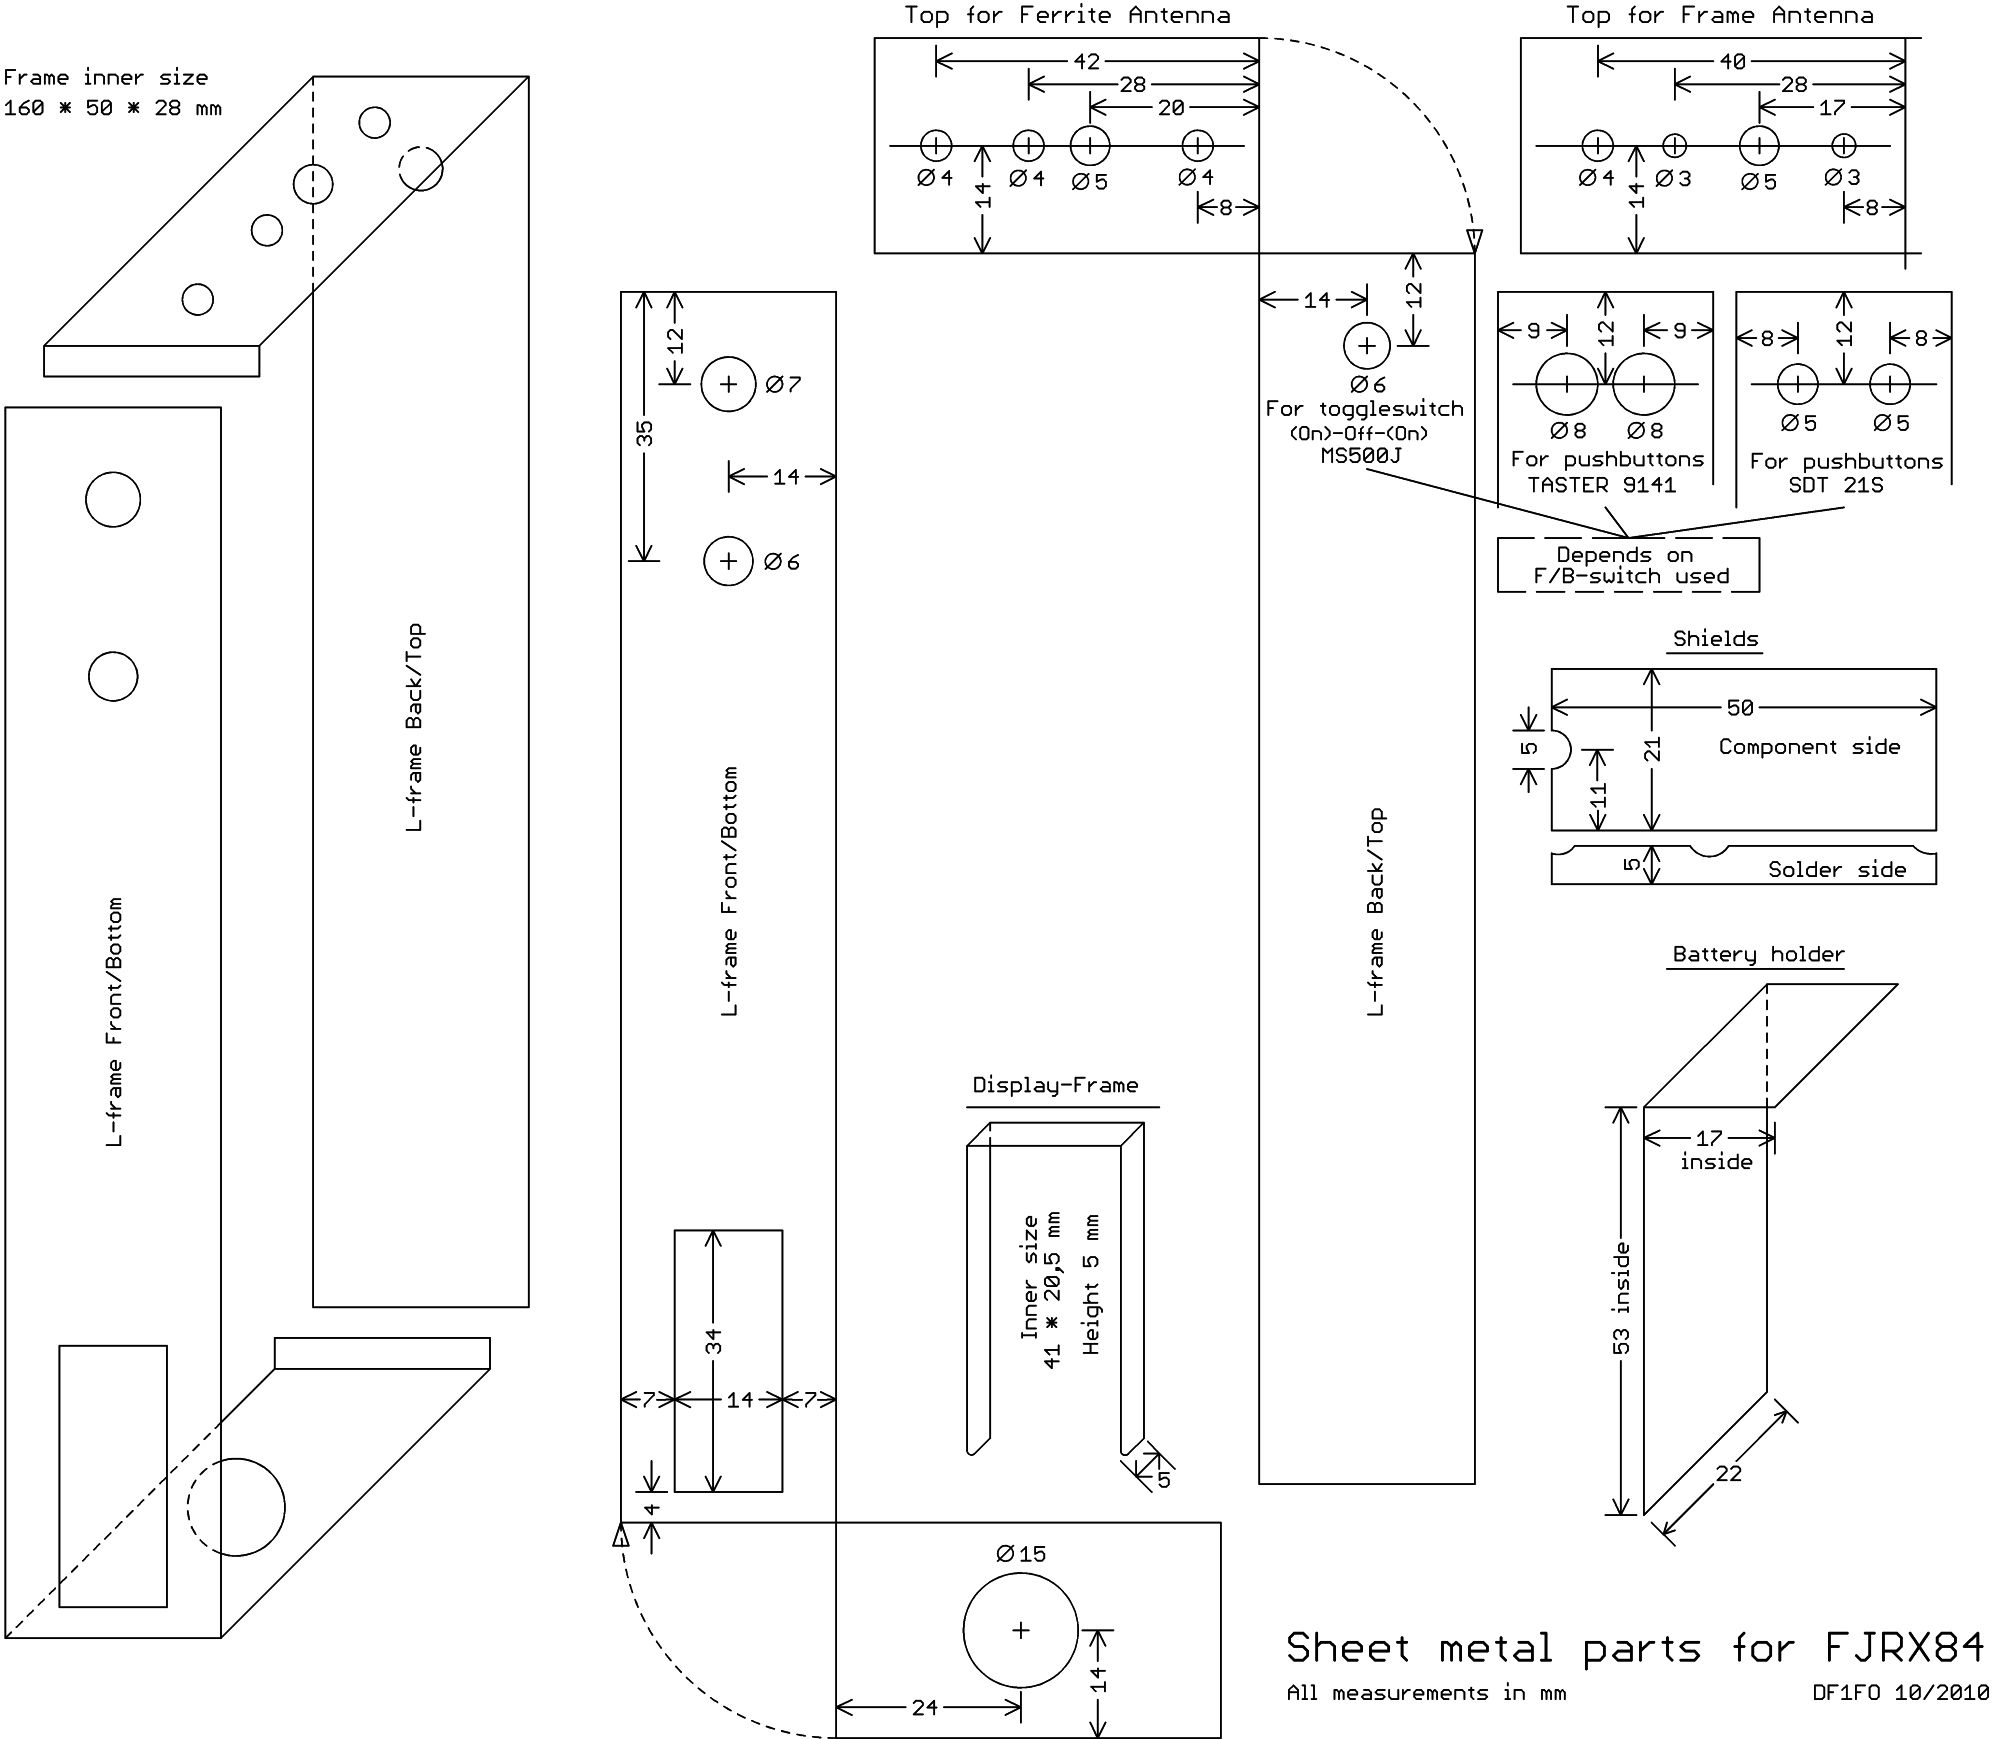 Top for Ferrite Antenna
Top for Frame Antenna
Frame inner size
160 * 50 * 28 mm
42
28
20
Ø4
Ø4
Ø5
Ø4
14
8
40
28
17
Ø4
Ø3
Ø5
Ø3
14
8
12
35
Ø7
14
Ø6
14
12
Ø6
For toggleswitch
(On)-Off-(On)
MS500J
9
12
9
Ø8
Ø8
For pushbuttons
TASTER 9141
8
12
8
Ø5
Ø5
For pushbuttons
SDT 21S
Depends on
F/B-switch used
L-frame Back/Top
L-frame Front/Bottom
L-frame Front/Bottom
L-frame Back/Top
Shields
50
5
21
11
Component side
5
Solder side
Battery holder
17
inside
53 inside
22
Display-Frame
Inner size
41 * 20,5 mm
Height 5 mm
5
34
7
14
7
4
Ø15
24
14
Sheet metal parts for FJRX84
All measurements in mm
DF1FO 10/2010